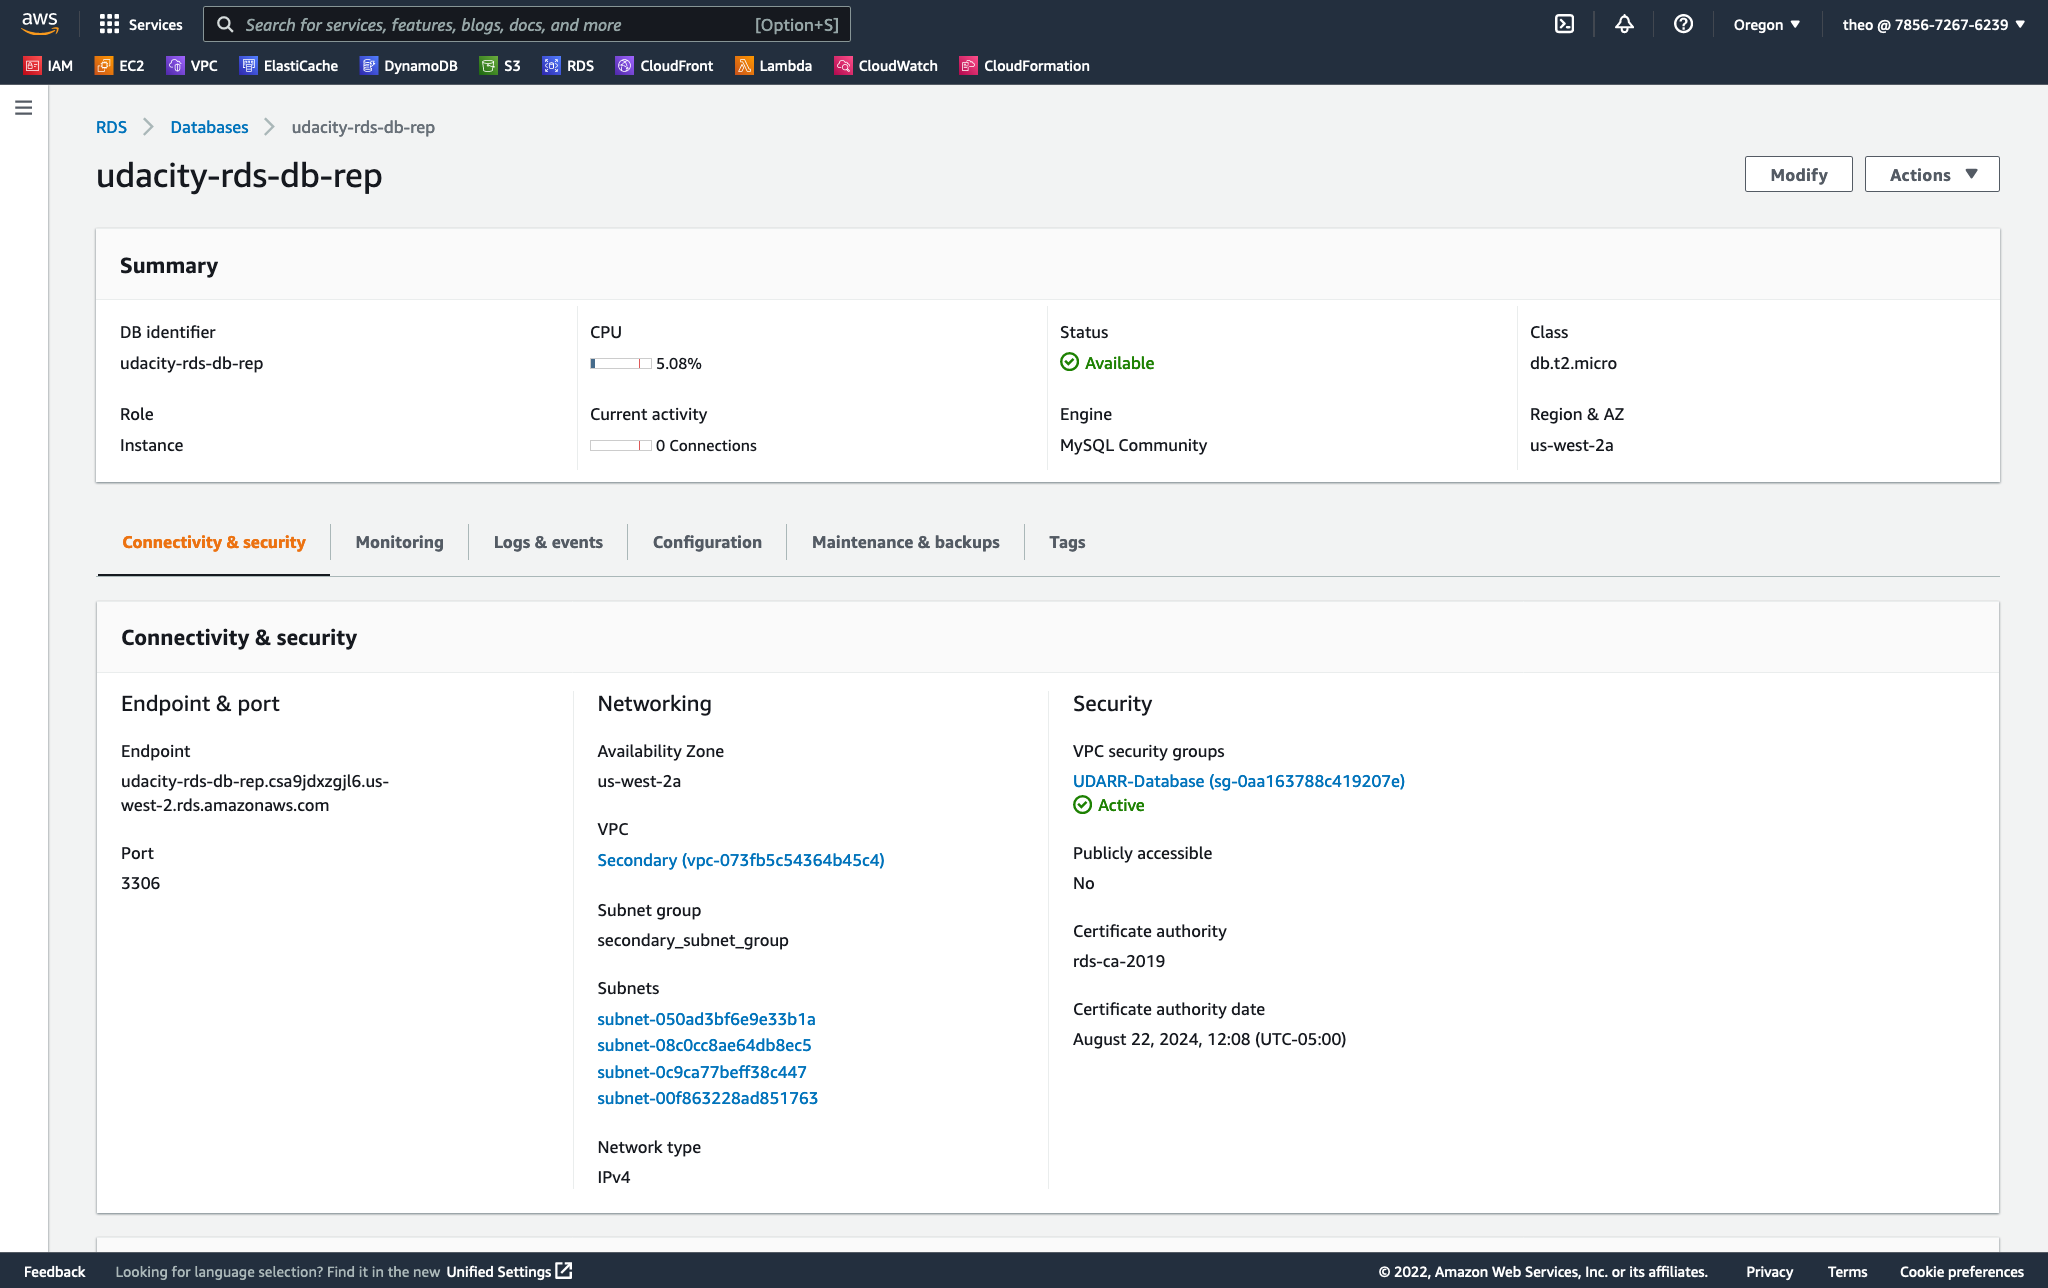 aws
Services
Search for services, features, blogs, docs, and more [Option+S]
Oregon ▼
theo @ 7856-7267-6239 ▼
IAM EC2 VPC ElastiCache DynamoDB S3 RDS CloudFront Lambda CloudWatch CloudFormation
RDS > Databases > udacity-rds-db-rep
udacity-rds-db-rep
Modify
Actions ▼
Summary
DB identifier
udacity-rds-db-rep
CPU
5.08%
Status
Available
Class
db.t2.micro
Role
Instance
Current activity
0 Connections
Engine
MySQL Community
Region & AZ
us-west-2a
Connectivity & security Monitoring Logs & events Configuration Maintenance & backups Tags
Connectivity & security
Endpoint & port
Endpoint
udacity-rds-db-rep.csa9jdxzgjl6.us-
west-2.rds.amazonaws.com
Port
3306
Networking
Availability Zone
us-west-2a
VPC
Secondary (vpc-073fb5c54364b45c4)
Subnet group
secondary_subnet_group
Subnets
subnet-050ad3bf6e9e33b1a
subnet-08c0cc8ae64db8ec5
subnet-0c9ca77beff38c447
subnet-00f863228ad851763
Network type
IPv4
Security
VPC security groups
UDARR-Database (sg-0aa163788c419207e)
Active
Publicly accessible
No
Certificate authority
rds-ca-2019
Certificate authority date
August 22, 2024, 12:08 (UTC-05:00)
Feedback Looking for language selection? Find it in the new Unified Settings
© 2022, Amazon Web Services, Inc. or its affiliates. Privacy Terms Cookie preferences